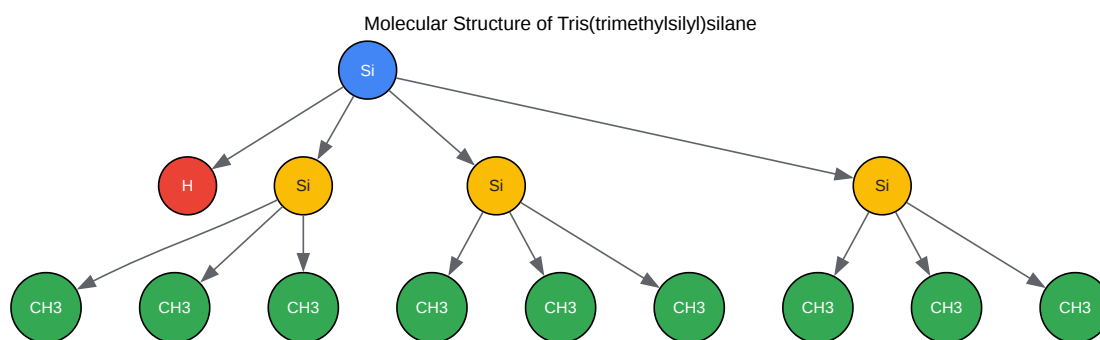 Molecular Structure of Tris(trimethylsilyl)silane
Si
H
Si
Si
Si
CH3
CH3
CH3
CH3
CH3
CH3
CH3
CH3
CH3